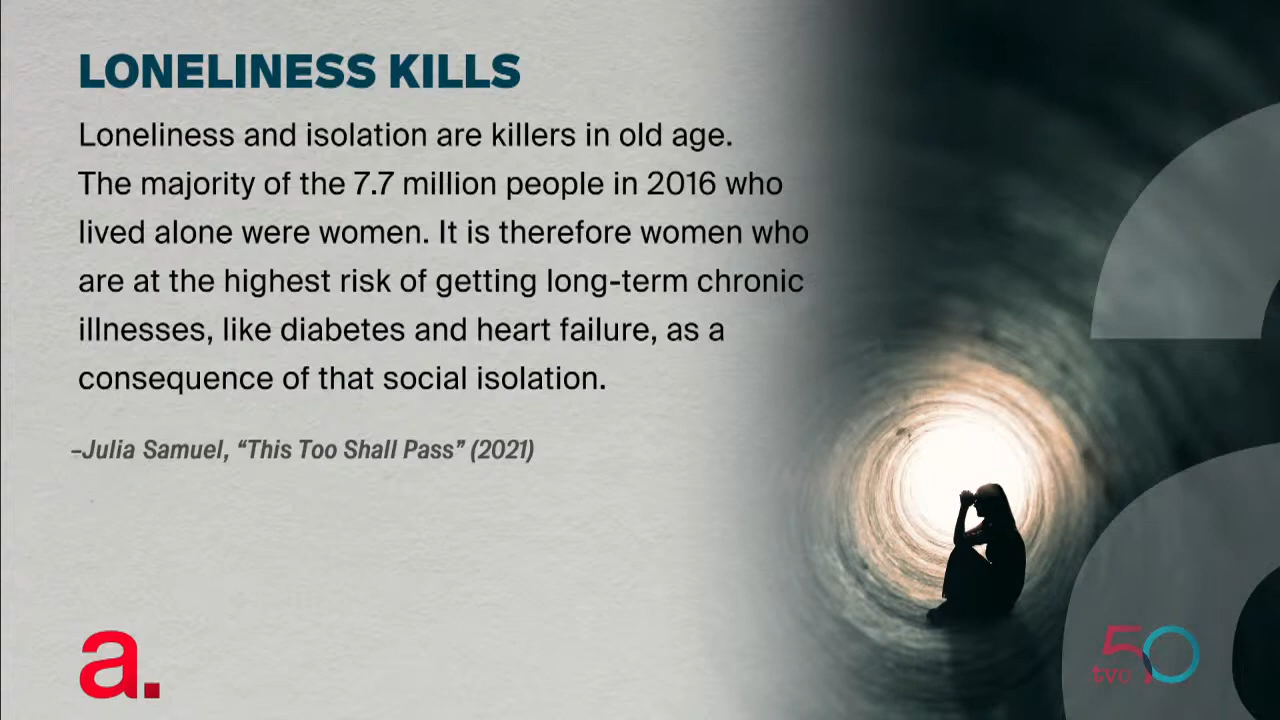 LONELINESS KILLS
Loneliness and isolation are killers in old age.
The majority of the 7.7 million people in 2016 who
lived alone were women. It is therefore women who
are at the highest risk of getting long-term chronic
illnesses, like diabetes and heart failure, as a
consequence of that social isolation.
–Julia Samuel, “This Too Shall Pass” (2021)
a.
50
tvo